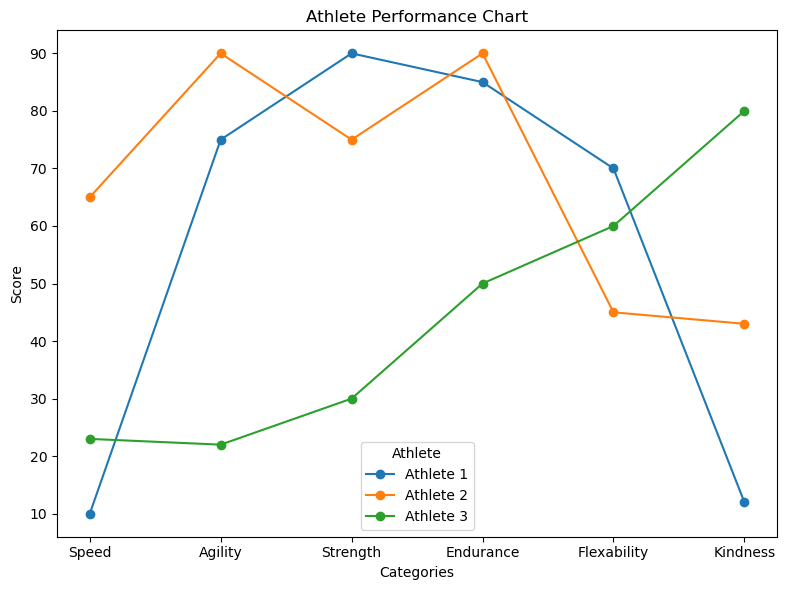 Athlete Performance Chart
90
80
70
60
50
40
30
20
10
Score
Athlete
Athlete 1
Athlete 2
Athlete 3
Speed Agility Strength Endurance Flexability Kindness
Categories